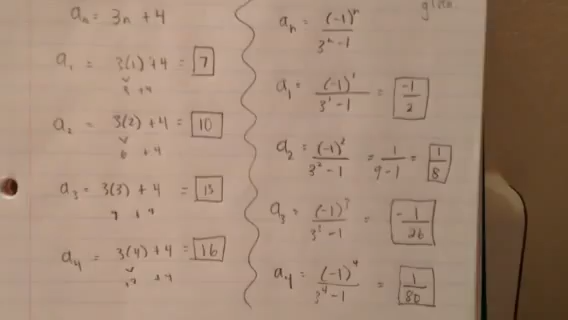 aₙ = 3n + 4
a₁ = 3(1) + 4 = 7
3 +4
a₂ = 3(2) + 4 = 10
6 +4
a₃ = 3(3) + 4 = 13
9 + 4
a₄ = 3(4) + 4 = 16
12 +4
aₙ = (-1)ⁿ / 3ⁿ-1
a₁ = (-1)¹ / 3¹-1 = -1/2
a₂ = (-1)² / 3²-1 = 1/9-1 = 1/8
a₃ = (-1)³ / 3³-1 = -1/26
a₄ = (-1)⁴ / 3⁴-1 = 1/80